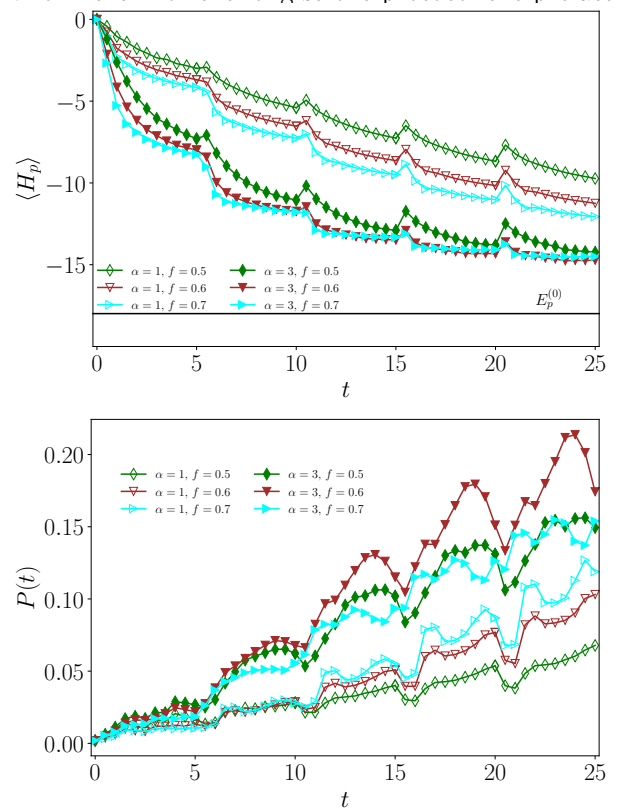 0
−5
−10
−15
⟨H_p⟩
α = 1, f = 0.5
α = 1, f = 0.6
α = 1, f = 0.7
α = 3, f = 0.5
α = 3, f = 0.6
α = 3, f = 0.7
E_p^{(0)}
0 5 10 15 20 25
t
0.20
0.15
0.10
0.05
0.00
P(t)
α = 1, f = 0.5
α = 1, f = 0.6
α = 1, f = 0.7
α = 3, f = 0.5
α = 3, f = 0.6
α = 3, f = 0.7
0 5 10 15 20 25
t